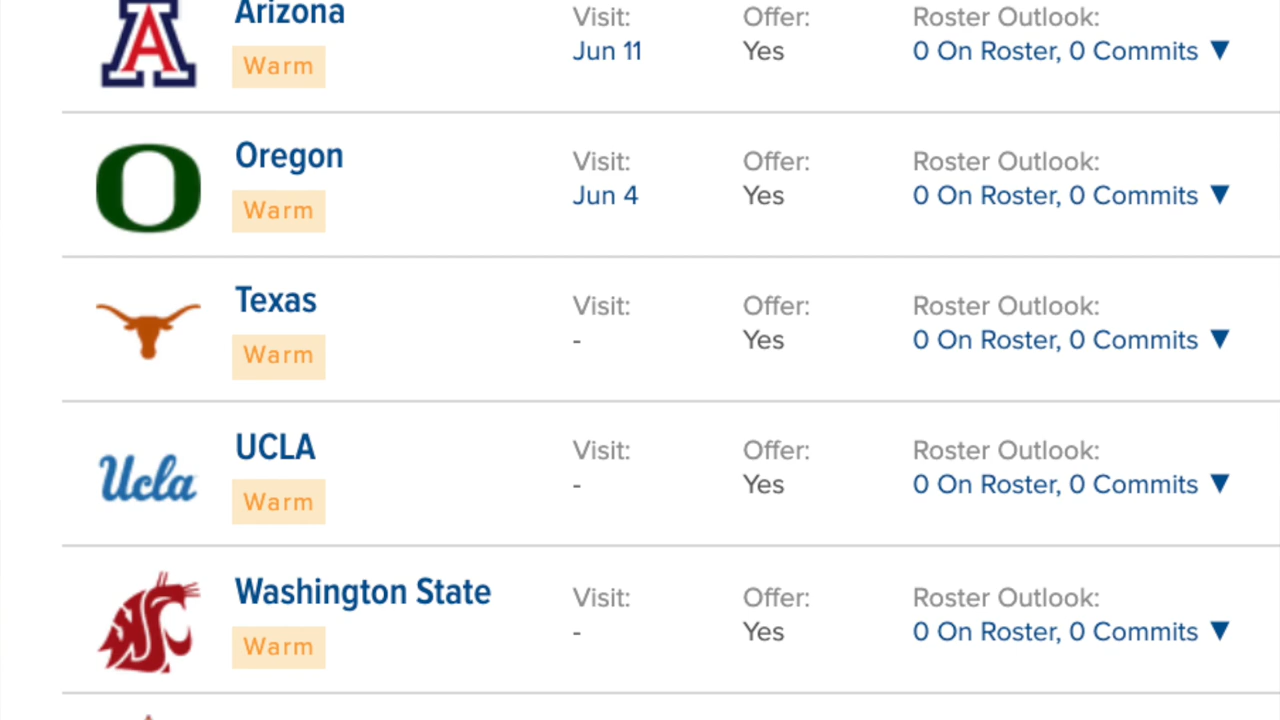 Arizona
Warm
Visit:
Jun 11
Offer:
Yes
Roster Outlook:
0 On Roster, 0 Commits ▼
Oregon
Warm
Visit:
Jun 4
Offer:
Yes
Roster Outlook:
0 On Roster, 0 Commits ▼
Texas
Warm
Visit:
-
Offer:
Yes
Roster Outlook:
0 On Roster, 0 Commits ▼
Ucla
UCLA
Warm
Visit:
-
Offer:
Yes
Roster Outlook:
0 On Roster, 0 Commits ▼
Washington State
Warm
Visit:
-
Offer:
Yes
Roster Outlook:
0 On Roster, 0 Commits ▼